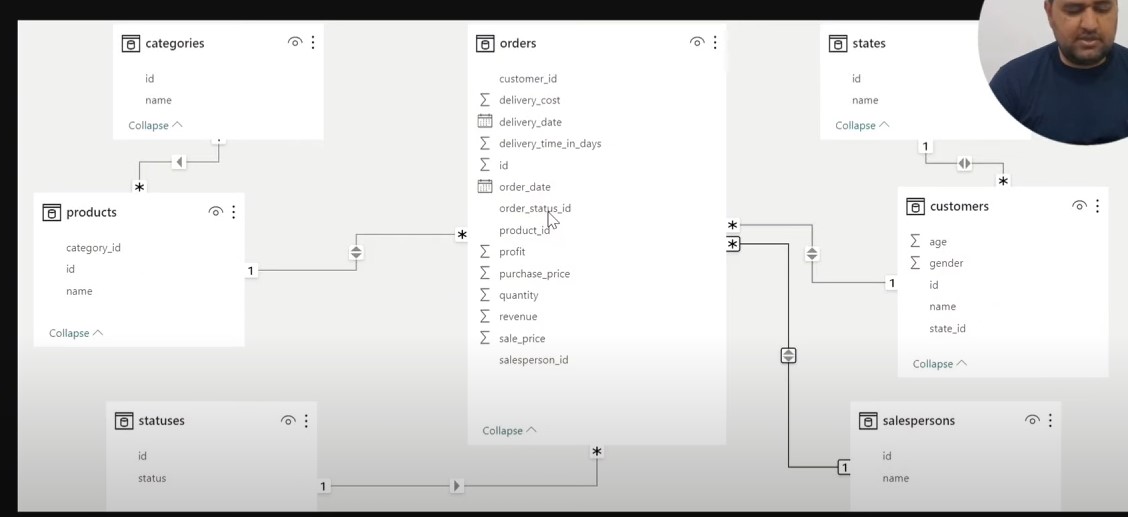 categories
id
name
Collapse
1
*
products
category_id
id
name
Collapse
1
*
orders
customer_id
delivery_cost
delivery_date
delivery_time_in_days
id
order_date
order_status_id
product_id
profit
purchase_price
quantity
revenue
sale_price
salesperson_id
Collapse
*
*
*
states
id
name
Collapse
1
*
customers
age
gender
id
name
state_id
Collapse
1
statuses
id
status
1
salespersons
id
name
1